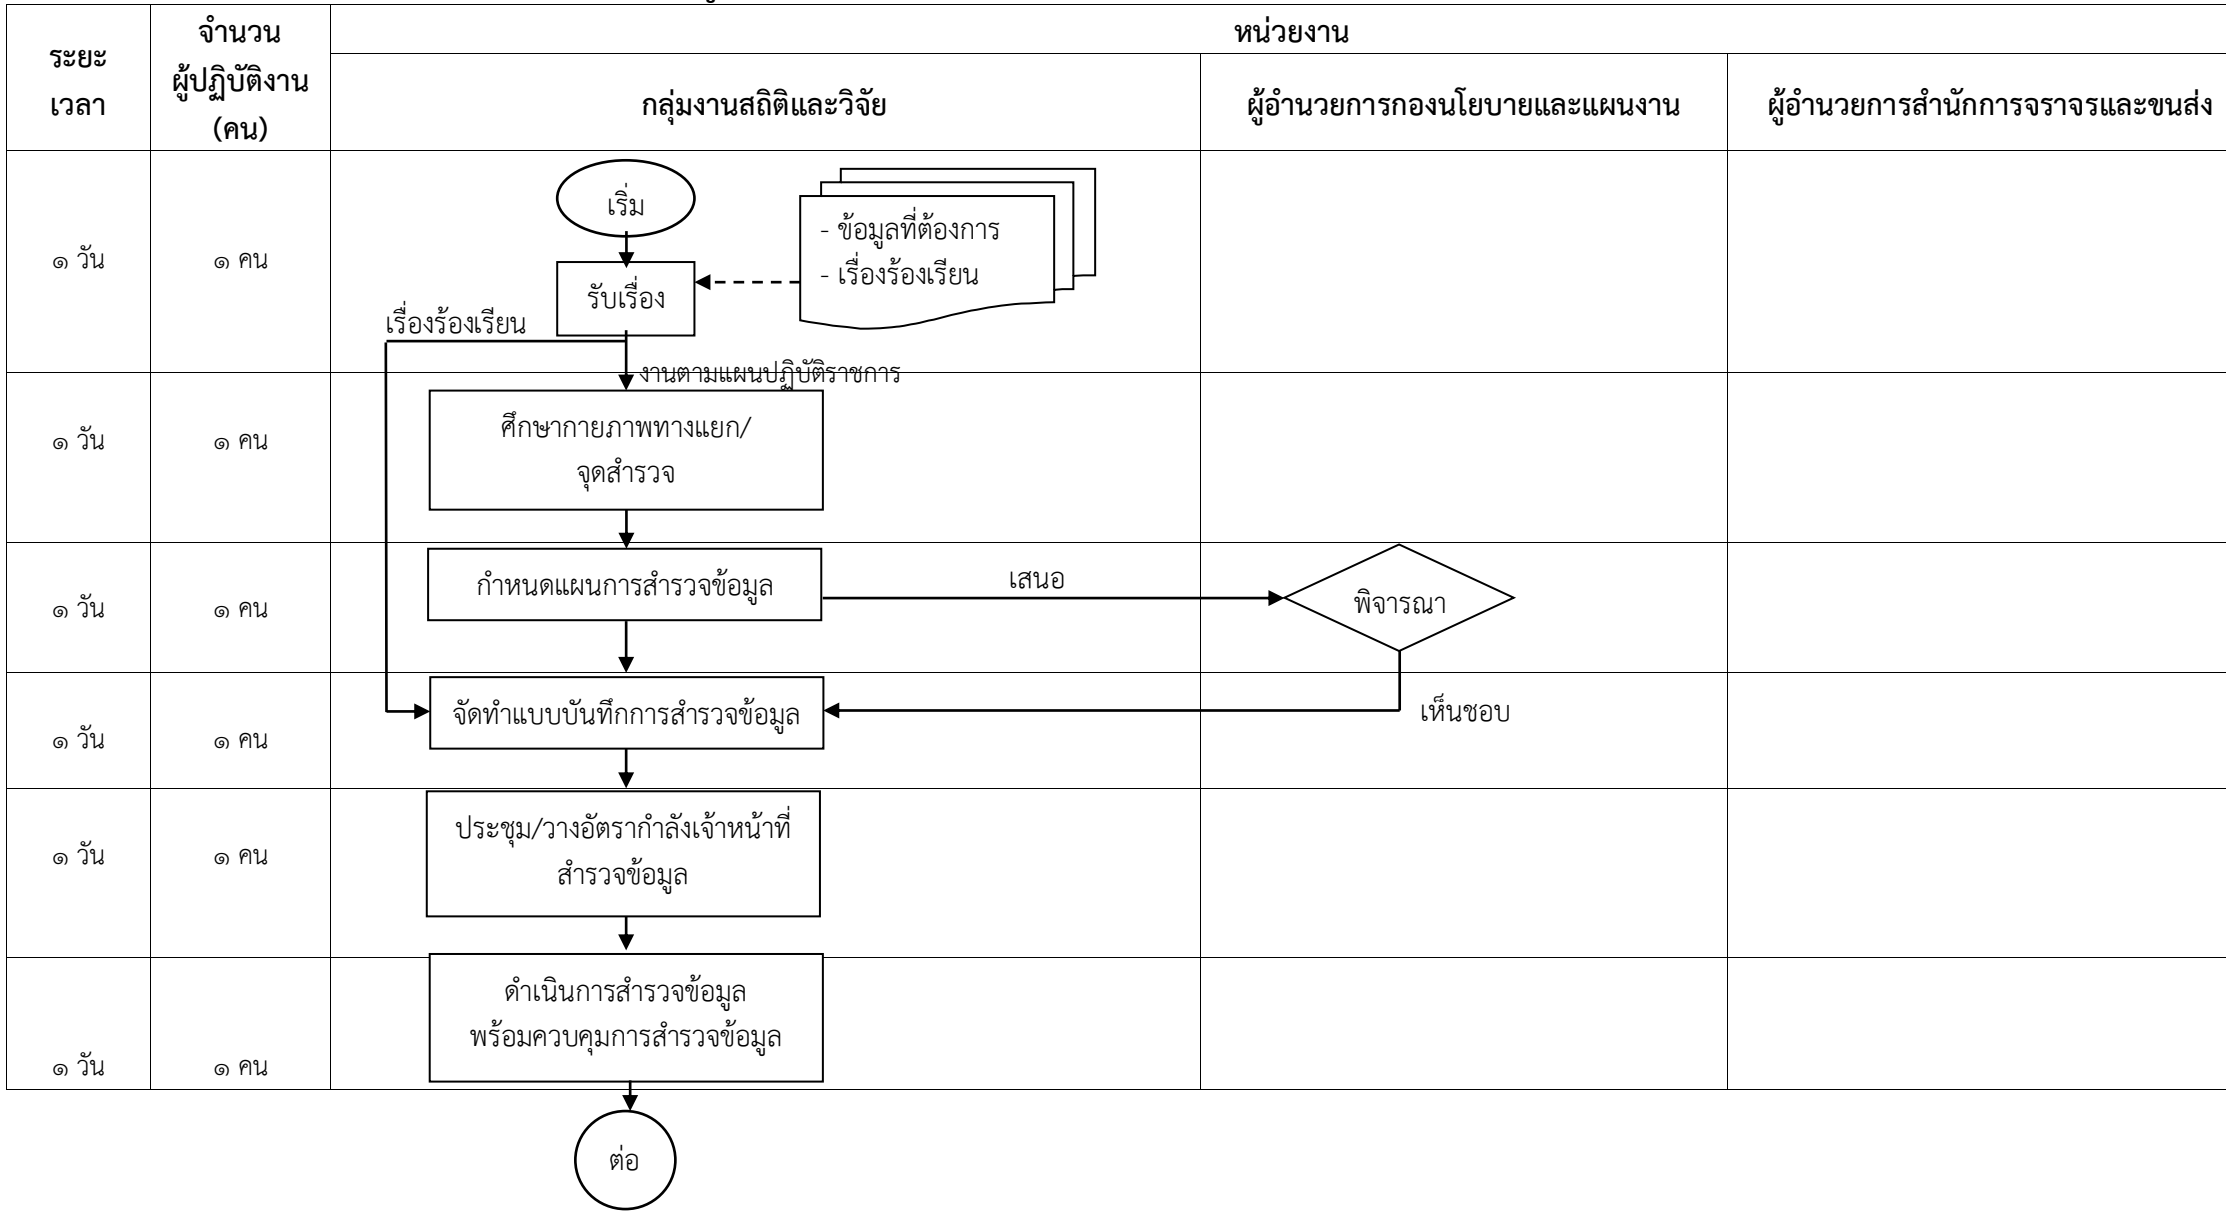 ระยะ
เวลา
จำนวน
ผู้ปฏิบัติงาน
(คน)
หน่วยงาน
กลุ่มงานสถิติและวิจัย
ผู้อำนวยการกองนโยบายและแผนงาน
ผู้อำนวยการสำนักการจราจรและขนส่ง
เริ่ม
- ข้อมูลที่ต้องการ
- เรื่องร้องเรียน
๑ วัน
๑ คน
รับเรื่อง
เรื่องร้องเรียน
งานตามแผนปฏิบัติราชการ
๑ วัน
๑ คน
ศึกษากายภาพทางแยก/
จุดสำรวจ
๑ วัน
๑ คน
กำหนดแผนการสำรวจข้อมูล
เสนอ
พิจารณา
๑ วัน
๑ คน
จัดทำแบบบันทึกการสำรวจข้อมูล
เห็นชอบ
๑ วัน
๑ คน
ประชุม/วางอัตรากำลังเจ้าหน้าที่
สำรวจข้อมูล
๑ วัน
๑ คน
ดำเนินการสำรวจข้อมูล
พร้อมควบคุมการสำรวจข้อมูล
ต่อ